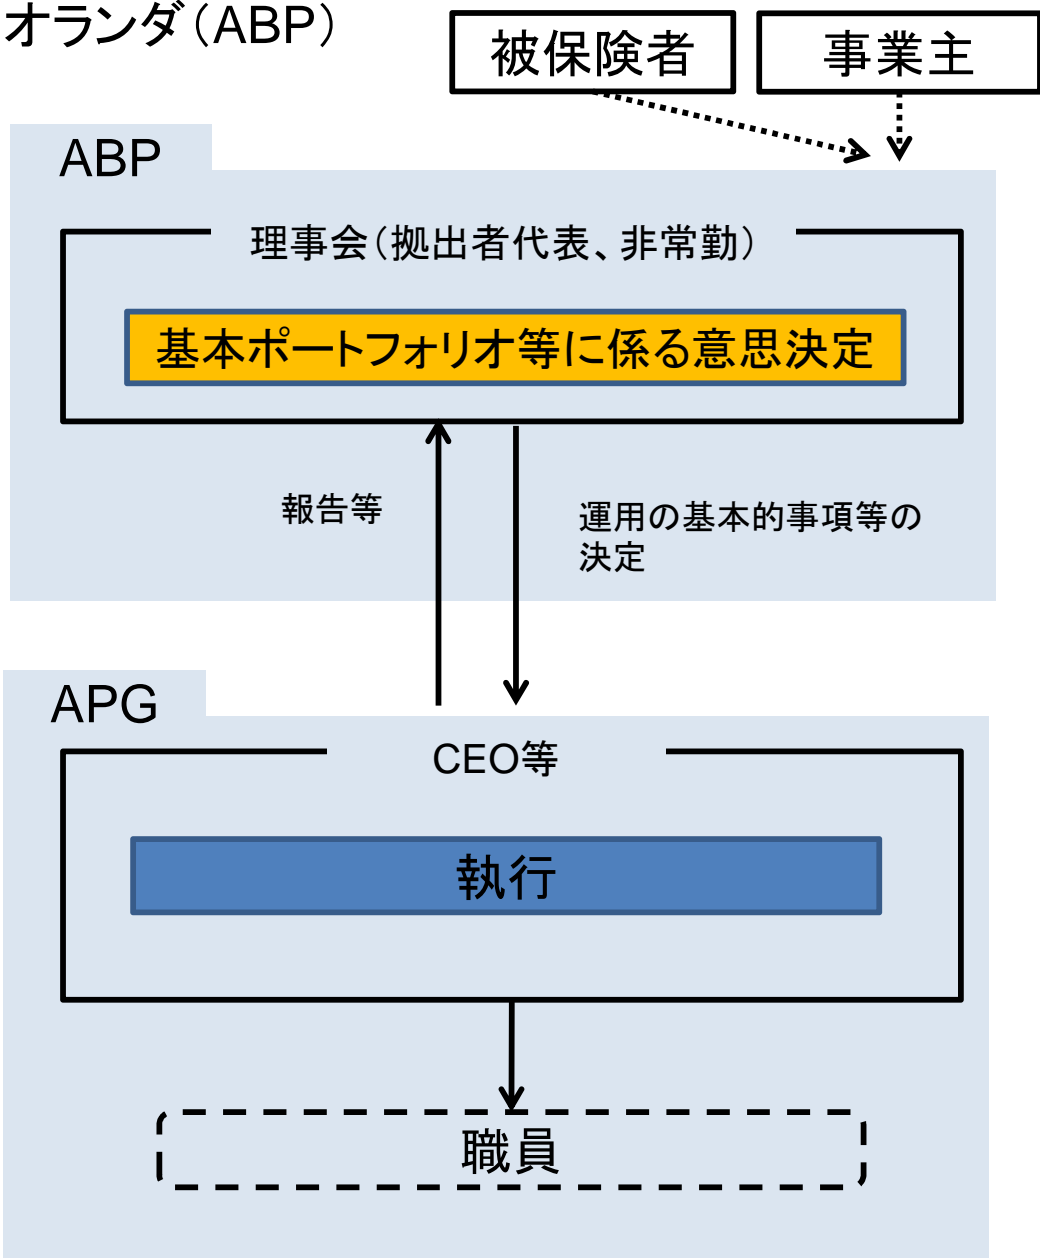 オランダ（ABP）
被保険者
事業主
ABP
理事会（拠出者代表、非常勤）
基本ポートフォリオ等に係る意思決定
報告等
運用の基本的事項等の
決定
APG
CEO等
執行
職員